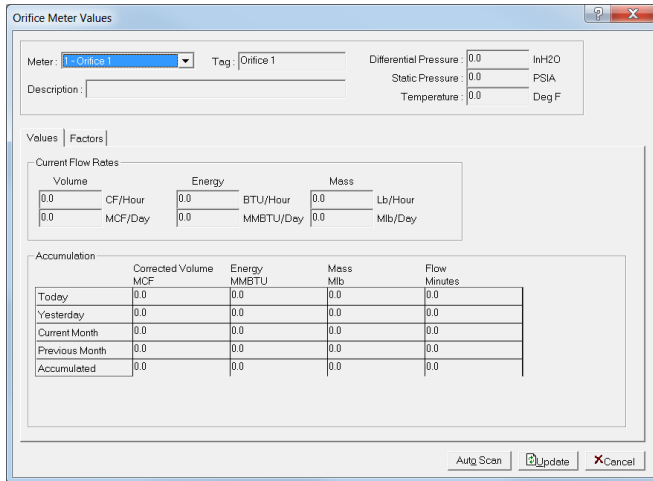 Orifice Meter Values
Meter : 1 - Orifice 1 Tag : Orifice 1 Differential Pressure : 0.0 InH2O
Static Pressure : 0.0 PSIA
Description : Temperature : 0.0 Deg F
Values Factors
Current Flow Rates
Volume Energy Mass
0.0 CF/Hour 0.0 BTU/Hour 0.0 Lb/Hour
0.0 MCF/Day 0.0 MMBTU/Day 0.0 Mlb/Day
Accumulation
Corrected Volume Energy Mass Flow
MCF MMBTU Mlb Minutes
Today 0.0 0.0 0.0 0.0
Yesterday 0.0 0.0 0.0 0.0
Current Month 0.0 0.0 0.0 0.0
Previous Month 0.0 0.0 0.0 0.0
Accumulated 0.0 0.0 0.0 0.0
Auto Scan Update Cancel